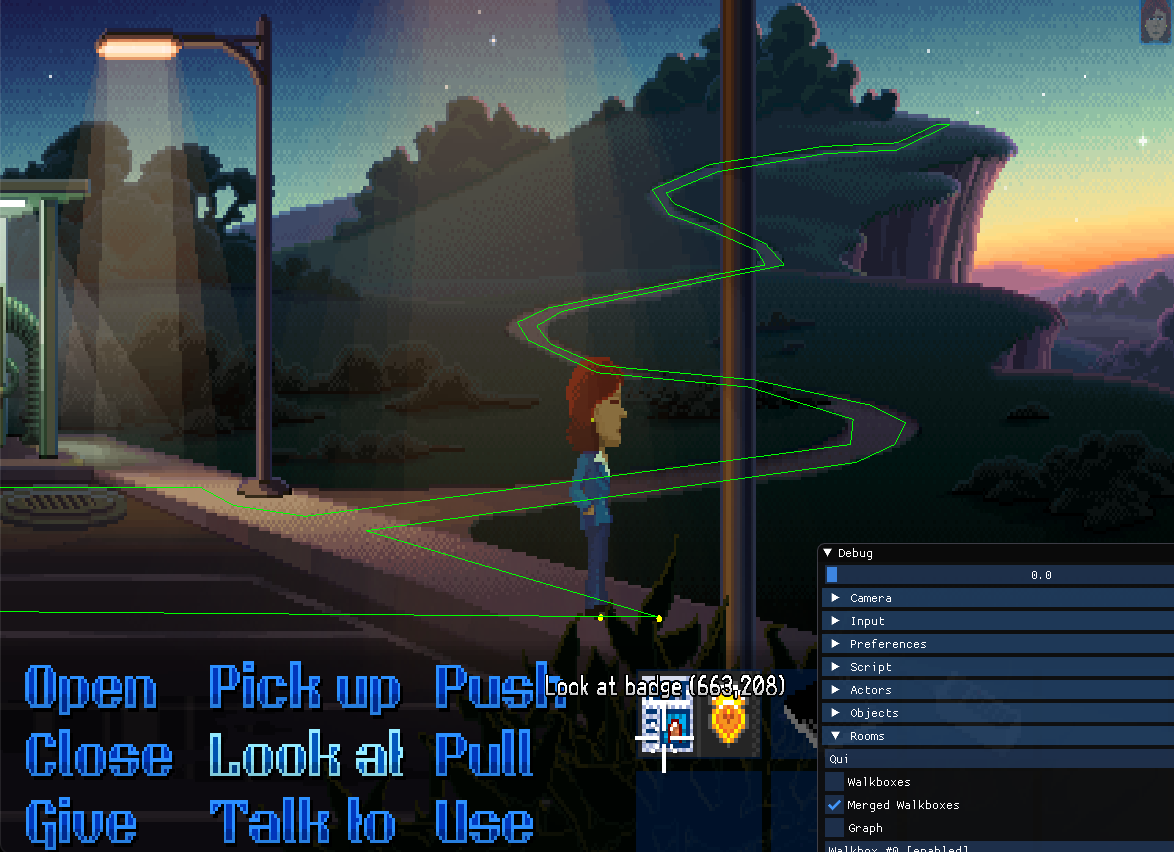 Open Pick up Push
Look at badge (663,208)
Close Look at Pull
Give Talk to Use
Debug
0.0
Camera
Input
Preferences
Script
Actors
Objects
Rooms
Qui
Walkboxes
Merged Walkboxes
Graph
Walkbox #0 [enabled]